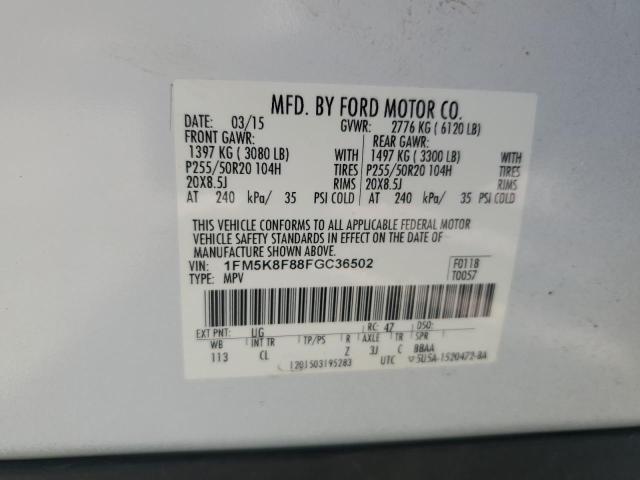 MFD. BY FORD MOTOR CO.
DATE: 03/15 GVWR: 2776 KG ( 6120 LB)
FRONT GAWR: REAR GAWR:
1397 KG ( 3080 LB) WITH 1497 KG ( 3300 LB) WITH
P255/50R20 104H TIRES P255/50R20 104H TIRES
20X8.5J RIMS 20X8.5J RIMS
AT 240 kPa/ 35 PSI COLD AT 240 kPa/ 35 PSI COLD
THIS VEHICLE CONFORMS TO ALL APPLICABLE FEDERAL MOTOR
VEHICLE SAFETY STANDARDS IN EFFECT ON THE DATE OF
MANUFACTURE SHOWN ABOVE.
VIN: 1FM5K8F88FGC36502 F0118
TYPE: MPV T0057
EXT PNT: UG RC: 47 DSO:
WB INT TR TP/PS R AXLE TR SPR
113 CL Z 3J C BBAA
1201503195283 UTC 5U5A-1520472-BA